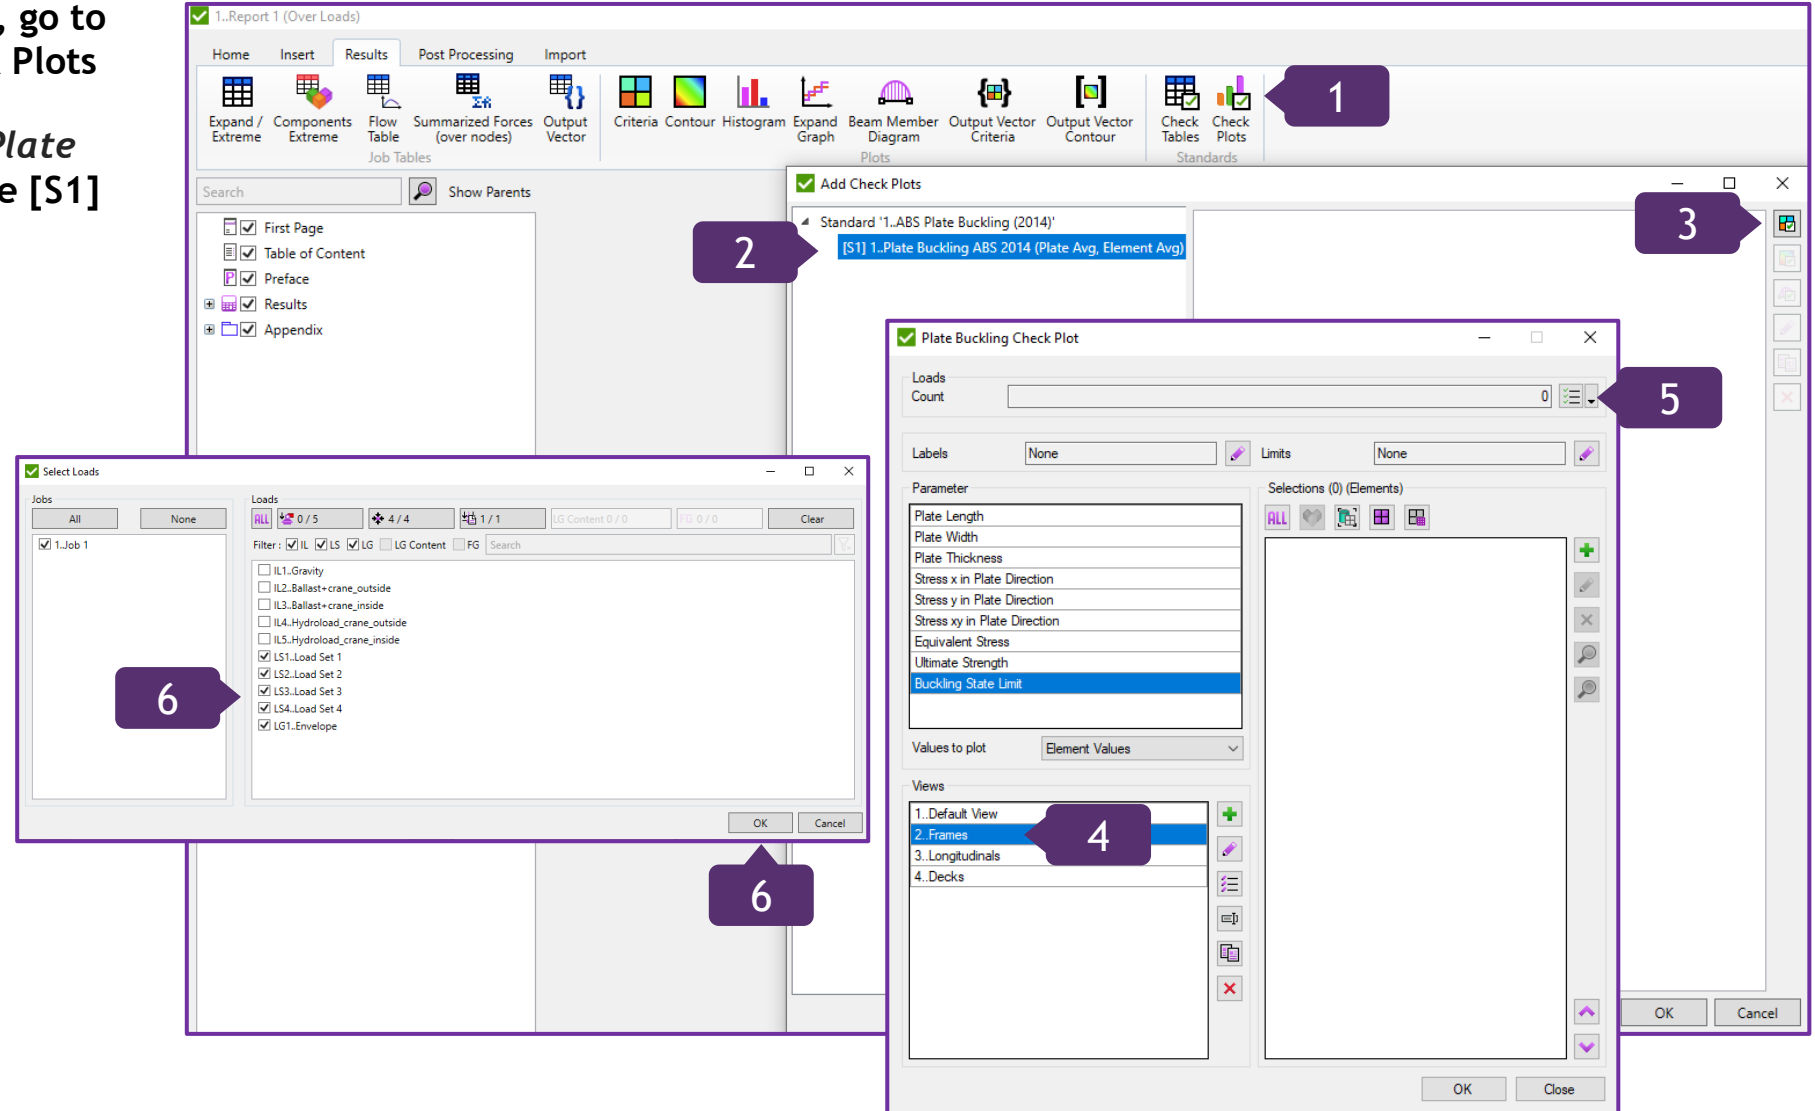 , go to
Plots
Plate
[S1]
1..Report 1 (Over Loads)
Home Insert Results Post Processing Import
Expand / Extreme
Components Extreme
Flow Table
Summarized Forces (over nodes)
Output Vector
Job Tables
Criteria
Contour
Histogram
Expand Graph
Beam Member Diagram
Output Vector Criteria
Output Vector Contour
Plots
Check Tables
Check Plots
Standards
1
Search
Show Parents
First Page
Table of Content
Preface
Results
Appendix
Add Check Plots
Standard '1..ABS Plate Buckling (2014)'
[S1] 1..Plate Buckling ABS 2014 (Plate Avg, Element Avg)
2
3
Plate Buckling Check Plot
Loads
Count 0
5
Labels None
Limits None
Parameter
Plate Length
Plate Width
Plate Thickness
Stress x in Plate Direction
Stress y in Plate Direction
Stress xy in Plate Direction
Equivalent Stress
Ultimate Strength
Buckling State Limit
Values to plot Element Values
Selections (0) (Elements)
ALL
Views
1..Default View
2..Frames
3..Longitudinals
4..Decks
4
OK Close
OK Cancel
Select Loads
Jobs
All None
1..Job 1
Loads
ALL 0 / 5 4 / 4 1 / 1 LG Content 0 / 0 FG 0 / 0 Clear
Filter : IL LS LG LG Content FG Search
IL1..Gravity
IL2..Ballast+crane_outside
IL3..Ballast+crane_inside
IL4..Hydroload_crane_outside
IL5..Hydroload_crane_inside
LS1..Load Set 1
LS2..Load Set 2
LS3..Load Set 3
LS4..Load Set 4
LG1..Envelope
6
OK Cancel
6